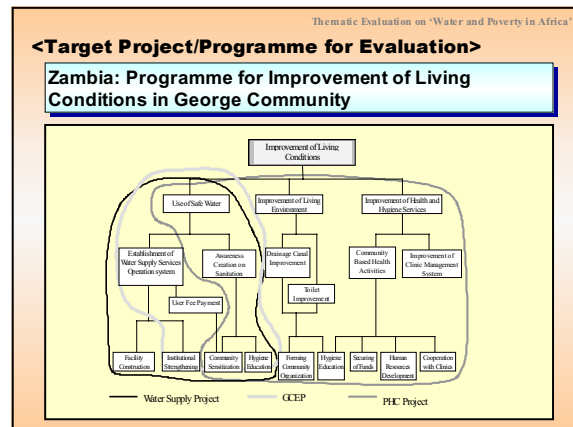 Thematic Evaluation on ‘Water and Poverty in Africa’
<Target Project/Programme for Evaluation>
Zambia: Programme for Improvement of Living
Conditions in George Community
Improvement of Living
Conditions
Use of Safe Water
Improvement of Living
Environment
Improvement of Health and
Hygiene Services
Establishment of
Water Supply Services
Operation system
Awareness
Creation on
Sanitation
Drainage Canal
Improvement
Community
Based Health
Activities
Improvement of
Clinic Management
System
User Fee Payment
Toilet
Improvement
Facility
Construction
Institutional
Strengthening
Community
Sensitization
Hygiene
Education
Forming
Community
Organization
Hygiene
Education
Securing
of Funds
Human
Resources
Development
Cooperation
with Clinics
Water Supply Project
GCEP
PHC Project